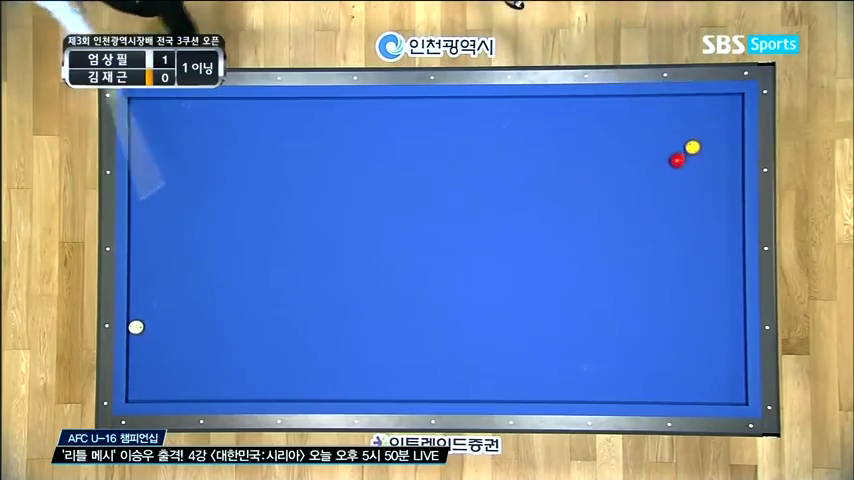 제3회 인천광역시장배 전국 3쿠션 오픈
엄상필 1
김재근 0
1 이닝
인천광역시
SBS Sports
이트레이드증권
AFC U-16 챔피언십
'리틀 메시' 이승우 출격! 4강 <대한민국:시리아> 오늘 오후 5시 50분 LIVE